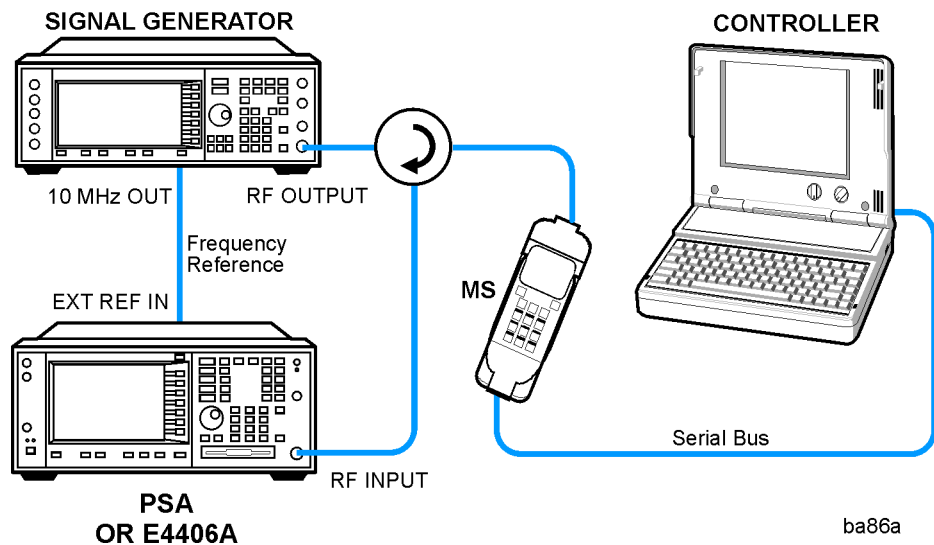 SIGNAL GENERATOR
CONTROLLER
10 MHz OUT
RF OUTPUT
Frequency
Reference
MS
EXT REF IN
Serial Bus
RF INPUT
PSA
OR E4406A
ba86a